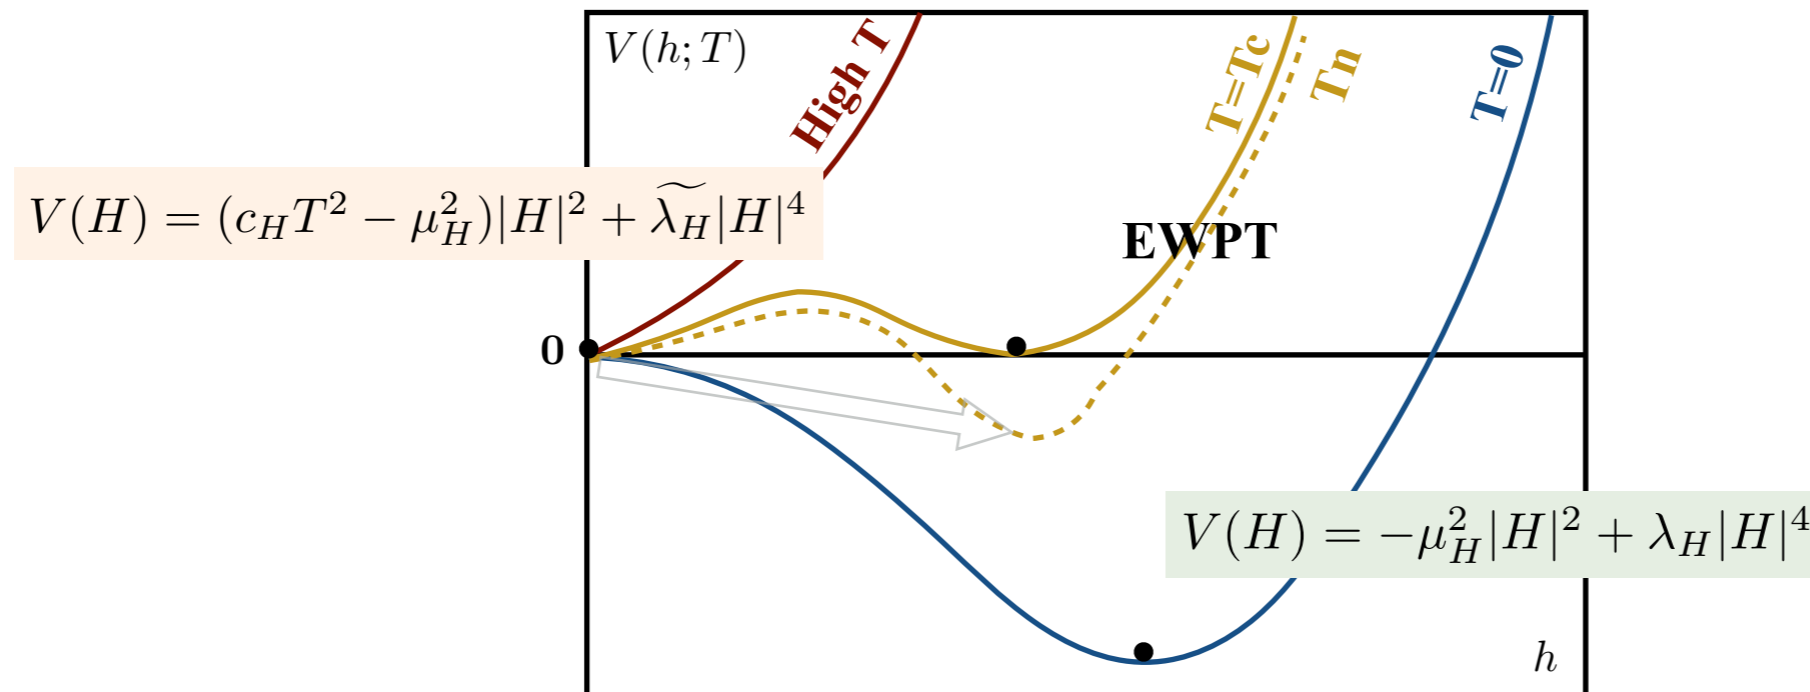 V(h; T)
High T
T=Tc
Tn
T=0
V(H) = (c_H T^2 − μ_H^2)|H|^2 + \widetilde{λ_H}|H|^4
EWPT
0
V(H) = −μ_H^2|H|^2 + λ_H|H|^4
h